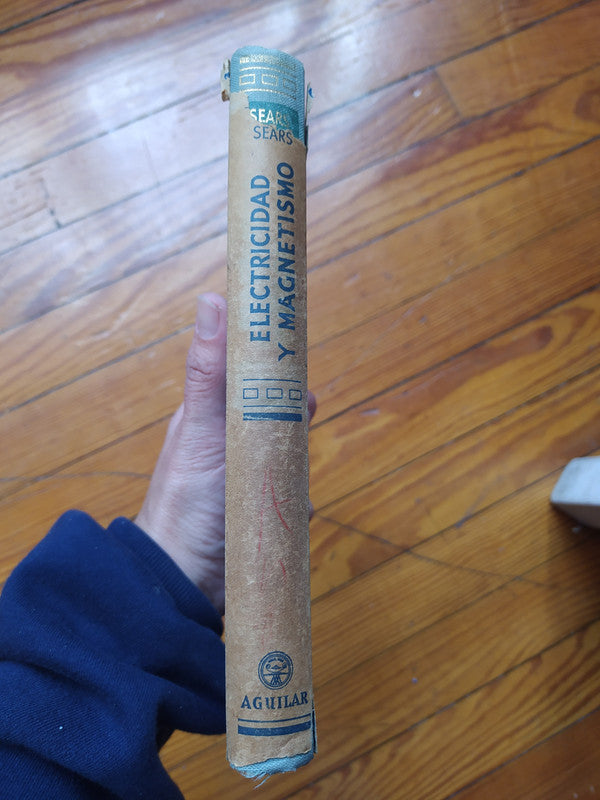 SEARS
SEARS
ELECTRICIDAD
Y MAGNETISMO
AGUILAR